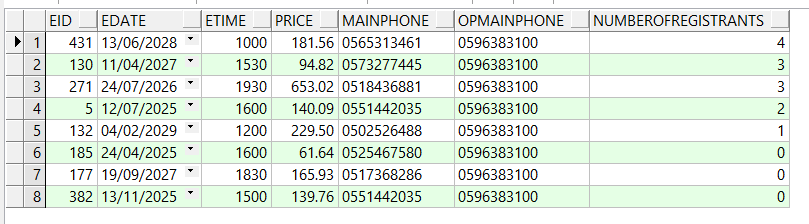 EID EDATE ETIME PRICE MAINPHONE OPMAINPHONE NUMBEROFREGISTRANTS
1 431 13/06/2028 1000 181.56 0565313461 0596383100 4
2 130 11/04/2027 1530 94.82 0573277445 0596383100 3
3 271 24/07/2026 1930 653.02 0518436881 0596383100 3
4 5 12/07/2025 1600 140.09 0551442035 0596383100 2
5 132 04/02/2029 1200 229.50 0502526488 0596383100 1
6 185 24/04/2025 1600 61.64 0525467580 0596383100 0
7 177 19/09/2027 1830 165.93 0517368286 0596383100 0
8 382 13/11/2025 1500 139.76 0551442035 0596383100 0